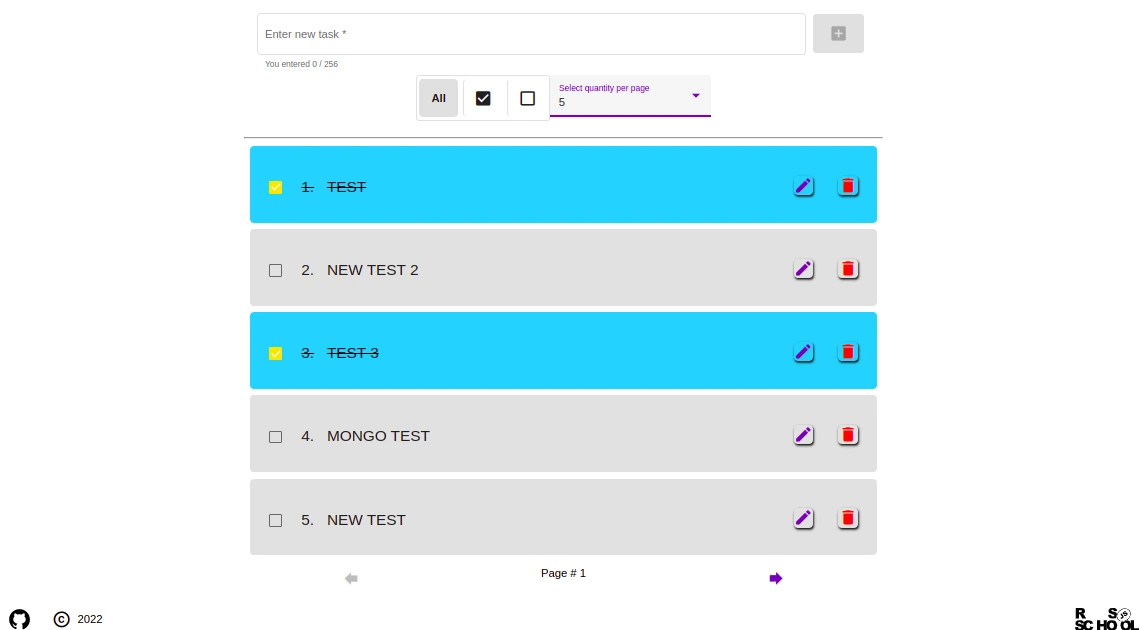 Enter new task *
You entered 0 / 256
All
Select quantity per page
5
1. TEST
2. NEW TEST 2
3. TEST 3
4. MONGO TEST
5. NEW TEST
Page # 1
© 2022
R S JS
SCHOOL